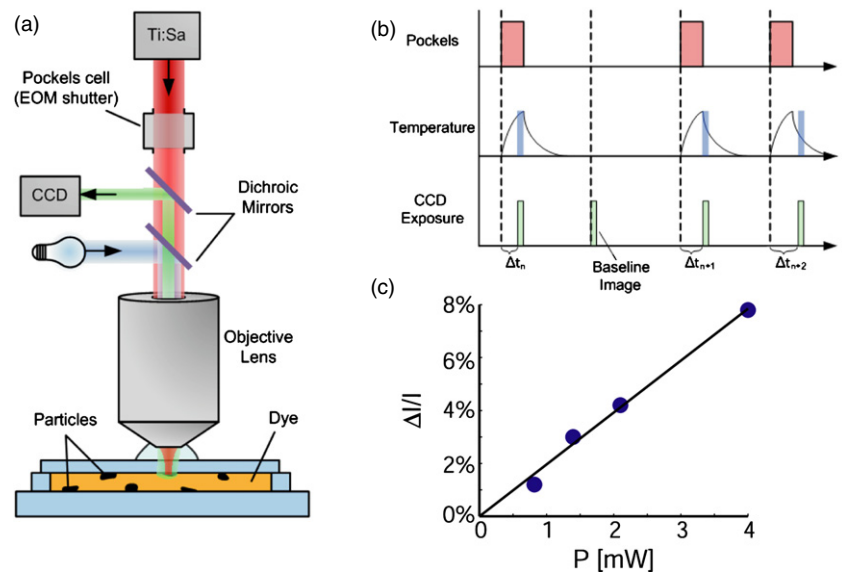 (a)
Ti:Sa
Pockels cell
(EOM shutter)
CCD
Dichroic
Mirrors
Objective
Lens
Particles
Dye
(b)
Pockels
Temperature
CCD
Exposure
Δtₙ
Baseline
Image
Δtₙ₊₁
Δtₙ₊₂
(c)
8%
6%
4%
2%
0%
ΔI/I
0
1
2
3
4
P [mW]